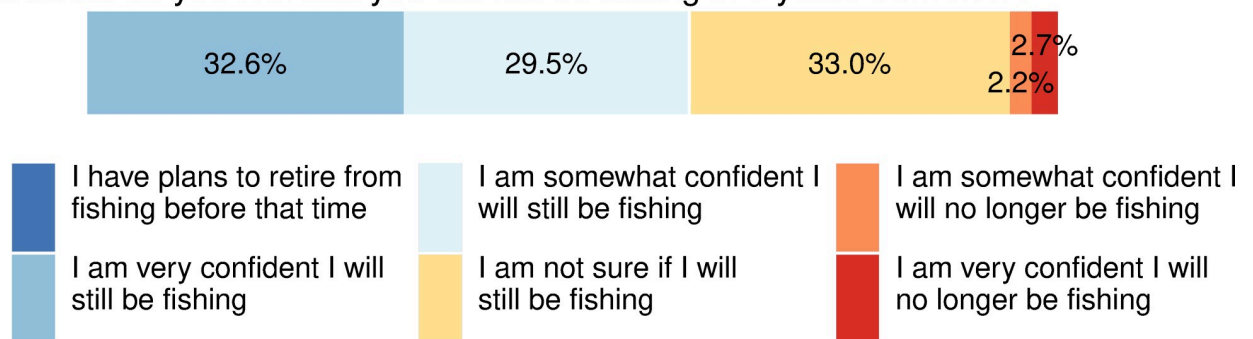 32.6%
29.5%
33.0%
2.7%
2.2%
I have plans to retire from
fishing before that time
I am very confident I will
still be fishing
I am somewhat confident I
will still be fishing
I am not sure if I will
still be fishing
I am somewhat confident I
will no longer be fishing
I am very confident I will
no longer be fishing